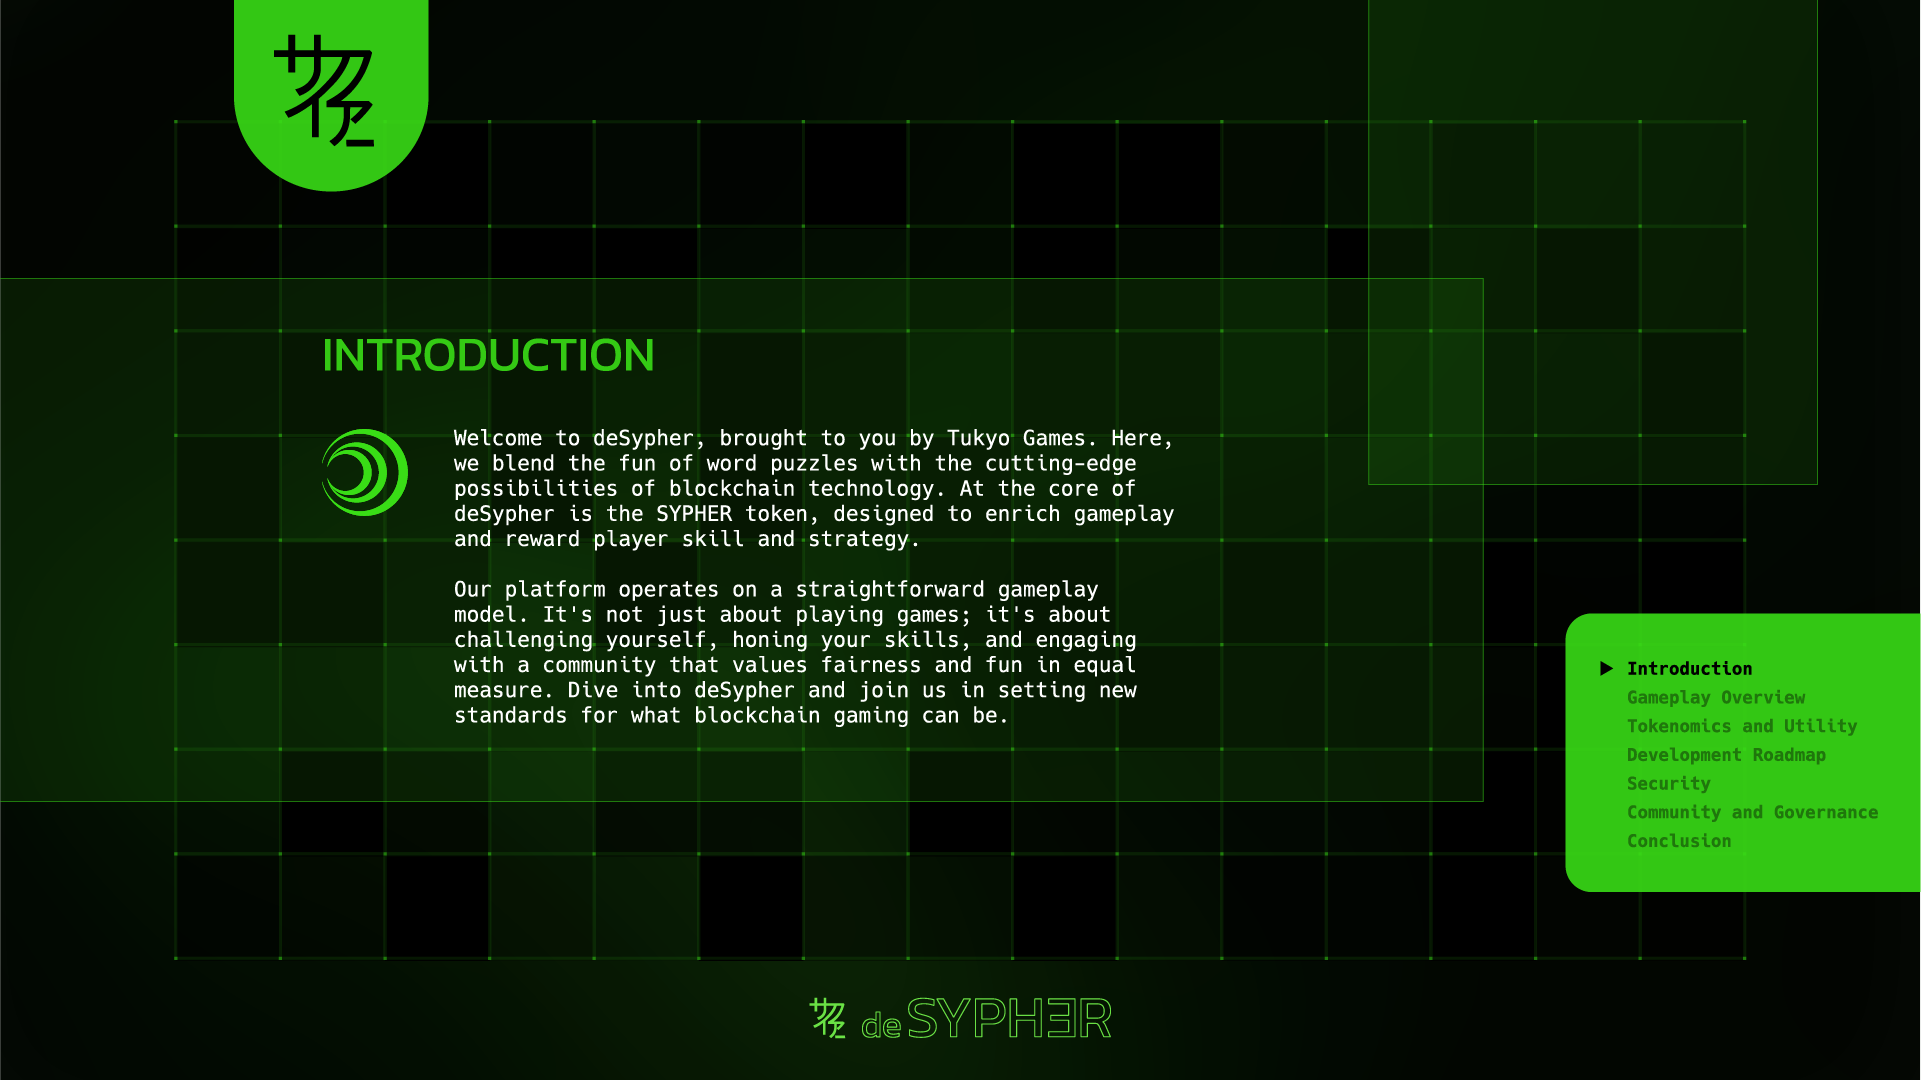 INTRODUCTION
Welcome to deSypher, brought to you by Tukyo Games. Here,
we blend the fun of word puzzles with the cutting-edge
possibilities of blockchain technology. At the core of
deSypher is the SYPHER token, designed to enrich gameplay
and reward player skill and strategy.
Our platform operates on a straightforward gameplay
model. It's not just about playing games; it's about
challenging yourself, honing your skills, and engaging
with a community that values fairness and fun in equal
measure. Dive into deSypher and join us in setting new
standards for what blockchain gaming can be.
Introduction
Gameplay Overview
Tokenomics and Utility
Development Roadmap
Security
Community and Governance
Conclusion
deSYPHƎR